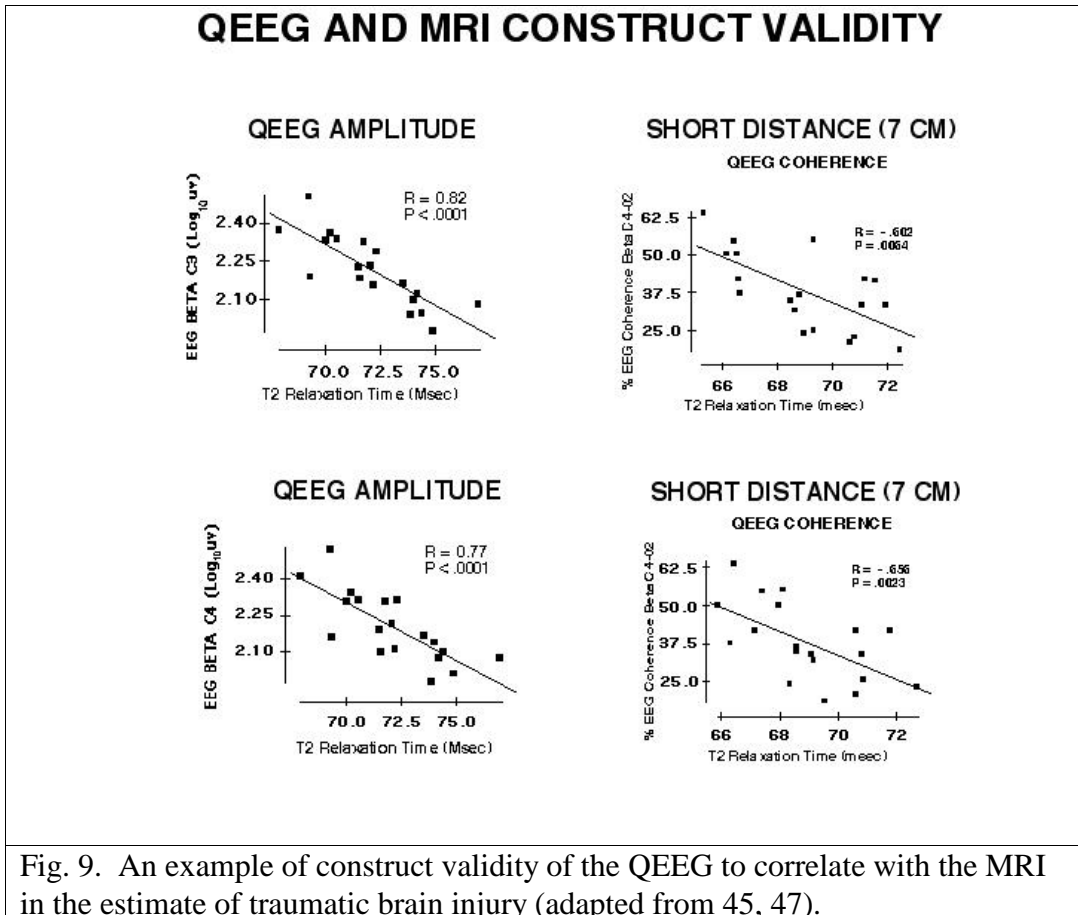 QEEG AND MRI CONSTRUCT VALIDITY
QEEG AMPLITUDE
EEG BETA C3 (Log10uv)
R = 0.82
P < .0001
2.40
2.25
2.10
70.0 72.5 75.0
T2 Relaxation Time (Msec)
SHORT DISTANCE (7 CM)
QEEG COHERENCE
% EEG Coherence Beta C4-02
R = -.602
P = .0064
62.5
50.0
37.5
25.0
66 68 70 72
T2 Relaxation Time (meec)
QEEG AMPLITUDE
EEG BETA C4 (Log10uv)
R = 0.77
P < .0001
2.40
2.25
2.10
70.0 72.5 75.0
T2 Relaxation Time (Msec)
SHORT DISTANCE (7 CM)
QEEG COHERENCE
% EEG Coherence Beta C4-02
R = -.656
P = .0023
62.5
50.0
37.5
25.0
66 68 70 72
T2 Relaxation Time (meec)
Fig. 9. An example of construct validity of the QEEG to correlate with the MRI
in the estimate of traumatic brain injury (adapted from 45, 47).